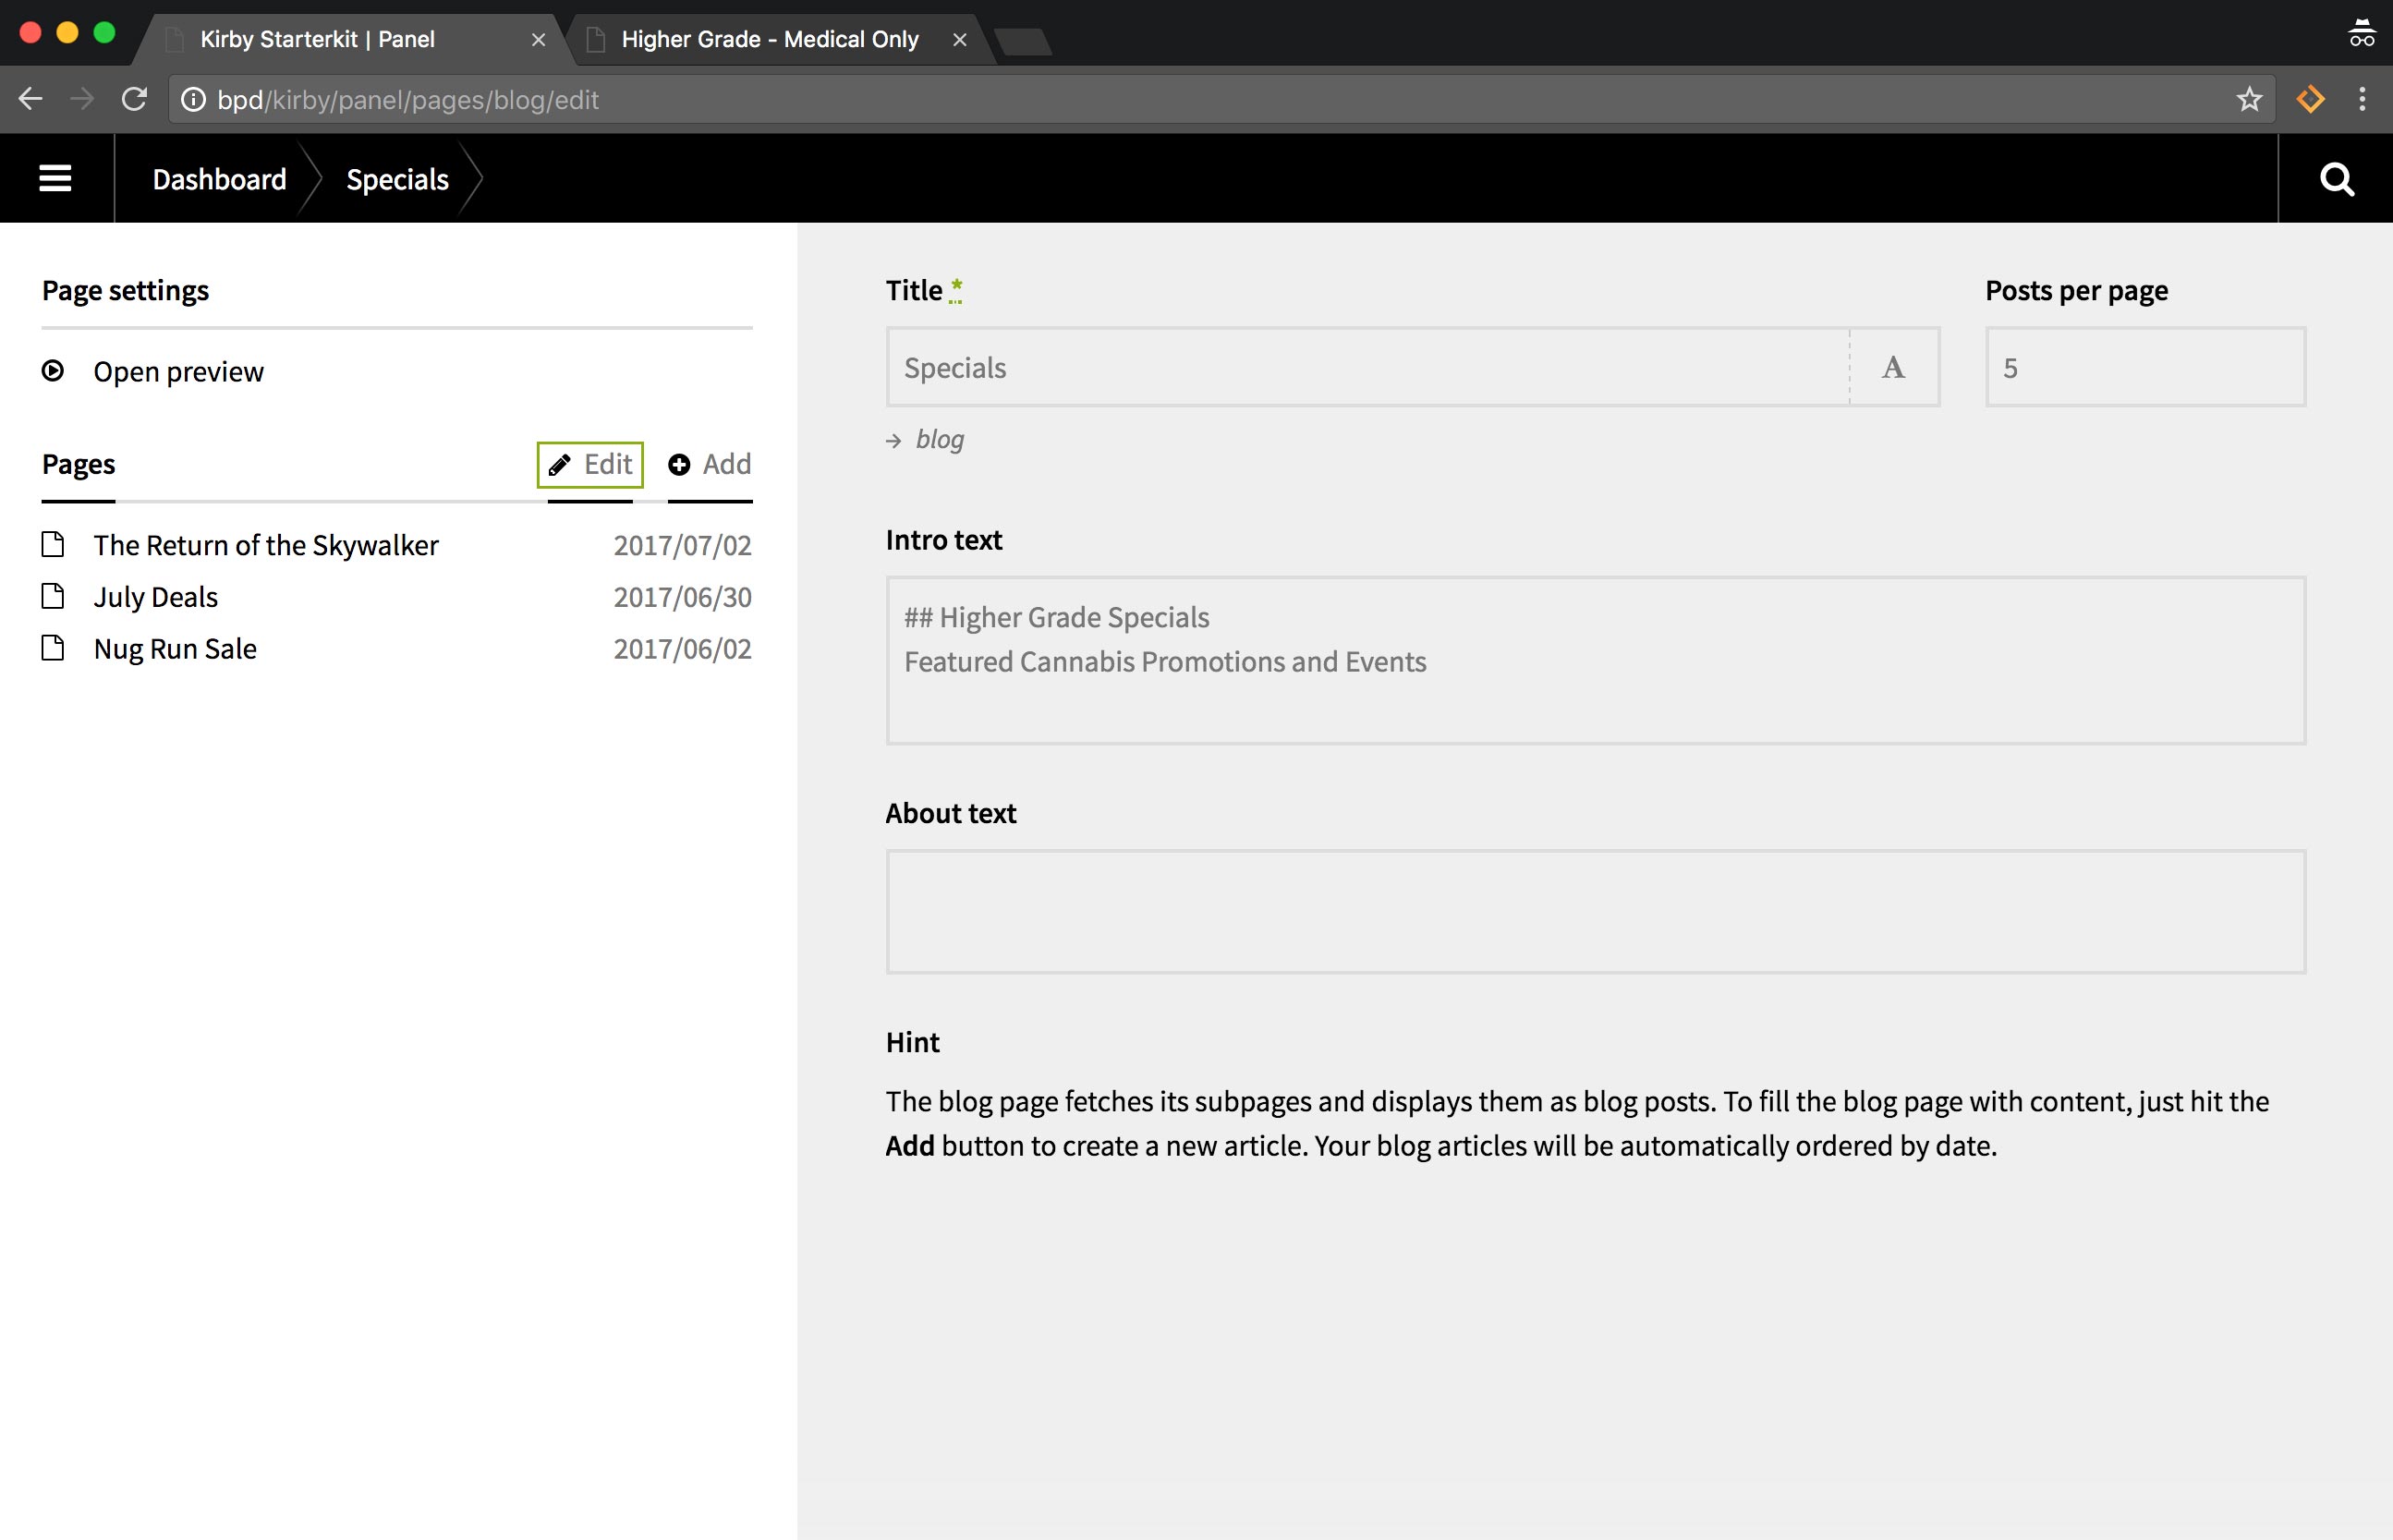 Kirby Starterkit | Panel
Higher Grade - Medical Only
bpd/kirby/panel/pages/blog/edit
Dashboard
Specials
Page settings
Open preview
Pages
Edit
Add
The Return of the Skywalker 2017/07/02
July Deals 2017/06/30
Nug Run Sale 2017/06/02
Title *
Specials
A
→ blog
Posts per page
5
Intro text
## Higher Grade Specials
Featured Cannabis Promotions and Events
About text
Hint
The blog page fetches its subpages and displays them as blog posts. To fill the blog page with content, just hit the
Add button to create a new article. Your blog articles will be automatically ordered by date.